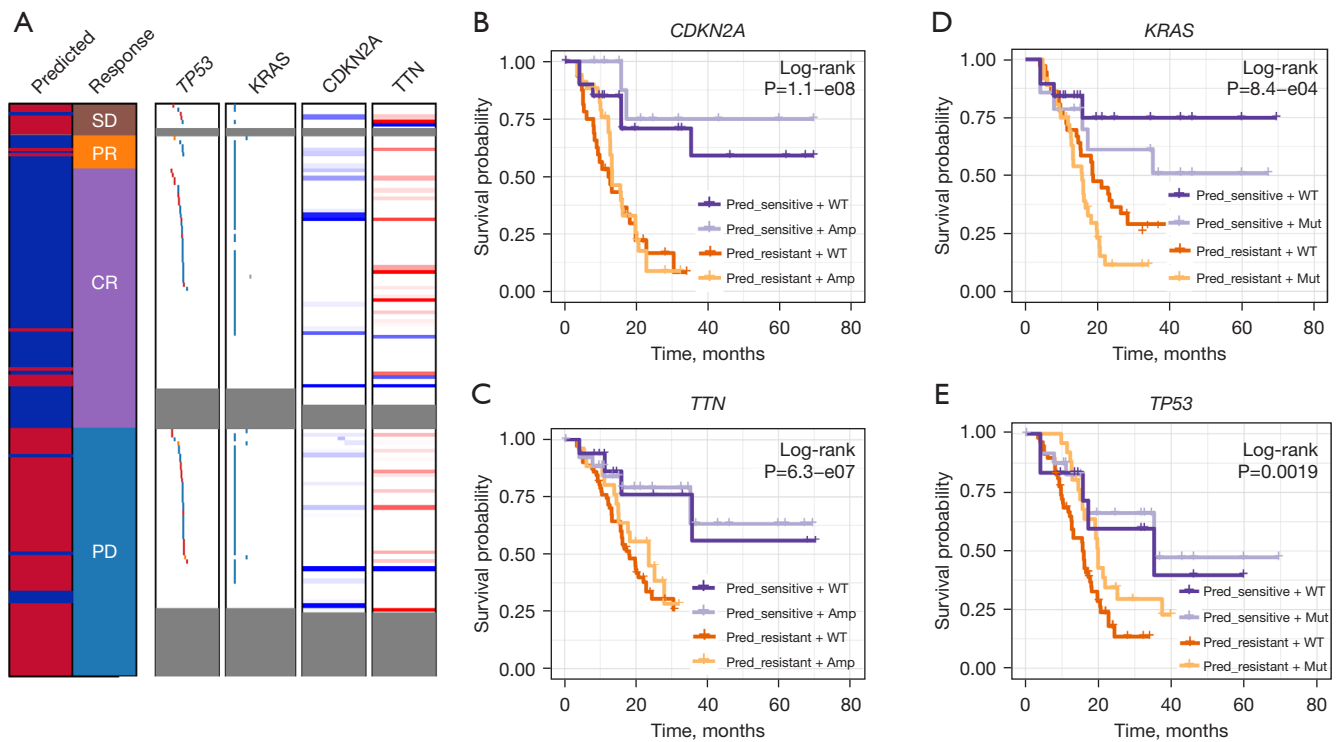 A
Predicted
Response
TP53
KRAS
CDKN2A
TTN
SD
PR
CR
PD
B
CDKN2A
Log-rank
P=1.1–e08
Survival probability
1.00
0.75
0.50
0.25
0.00
Pred_sensitive + WT
Pred_sensitive + Amp
Pred_resistant + WT
Pred_resistant + Amp
0 20 40 60 80
Time, months
D
KRAS
Log-rank
P=8.4–e04
Survival probability
1.00
0.75
0.50
0.25
0.00
Pred_sensitive + WT
Pred_sensitive + Mut
Pred_resistant + WT
Pred_resistant + Mut
0 20 40 60 80
Time, months
C
TTN
Log-rank
P=6.3–e07
Survival probability
1.00
0.75
0.50
0.25
0.00
Pred_sensitive + WT
Pred_sensitive + Amp
Pred_resistant + WT
Pred_resistant + Amp
0 20 40 60 80
Time, months
E
TP53
Log-rank
P=0.0019
Survival probability
1.00
0.75
0.50
0.25
0.00
Pred_sensitive + WT
Pred_sensitive + Mut
Pred_resistant + WT
Pred_resistant + Mut
0 20 40 60 80
Time, months